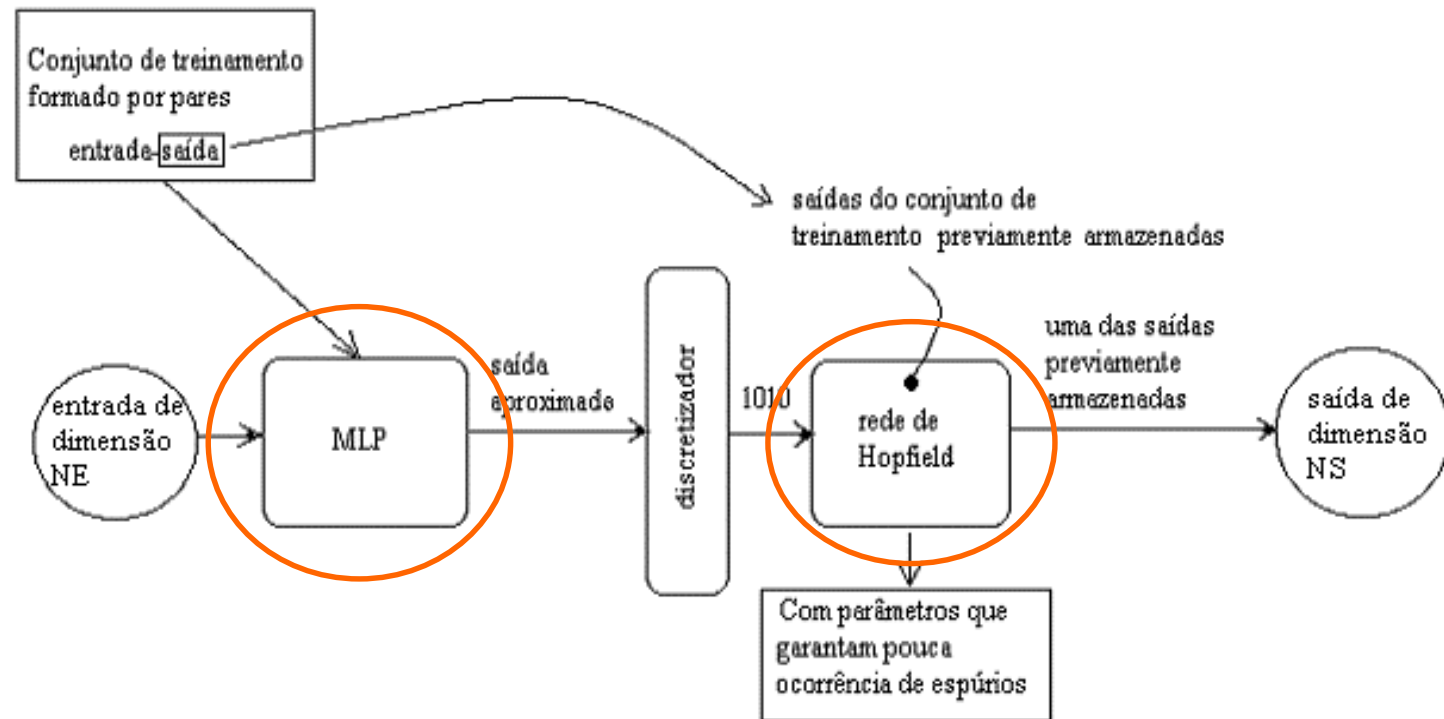 Conjunto de treinamento
formado por pares
entrada-saída
saídas do conjunto de
treinamento previamente armazenadas
entrada de
dimensão
NE
MLP
saída
aproximada
discretizador
1010
rede de
Hopfield
uma das saídas
previamente
armazenadas
saída de
dimensão
NS
Com parâmetros que
garantam pouca
ocorrência de espúrios